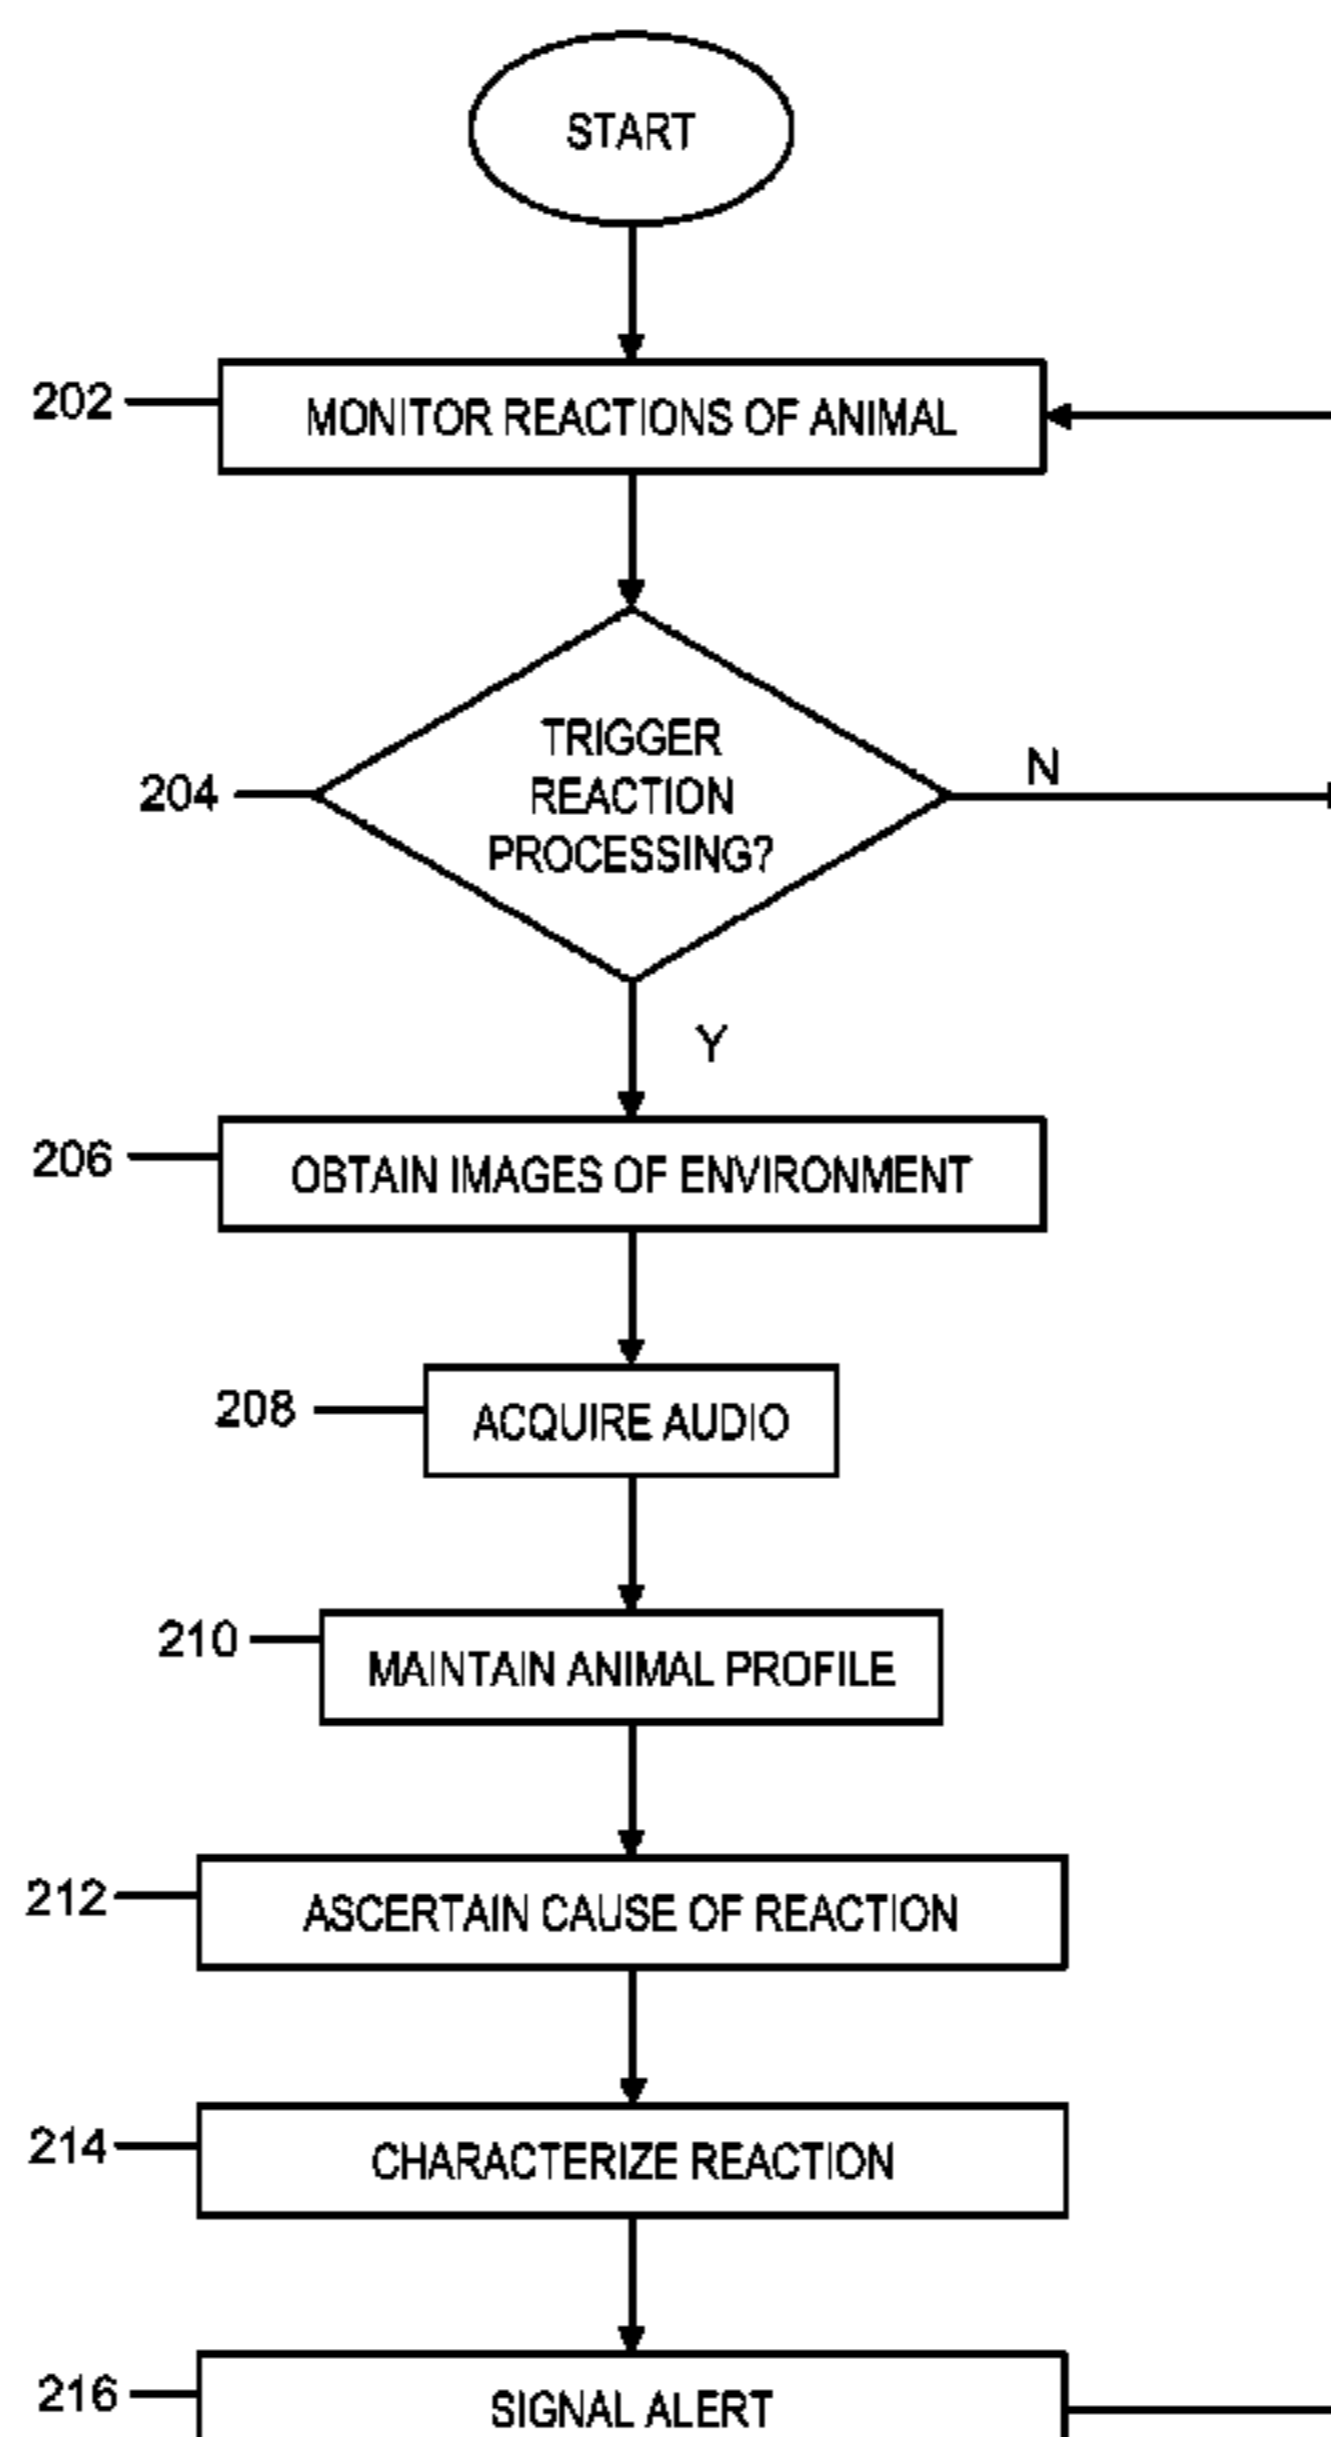 START
202
MONITOR REACTIONS OF ANIMAL
204
TRIGGER
REACTION
PROCESSING?
N
Y
206
OBTAIN IMAGES OF ENVIRONMENT
208
ACQUIRE AUDIO
210
MAINTAIN ANIMAL PROFILE
212
ASCERTAIN CAUSE OF REACTION
214
CHARACTERIZE REACTION
216
SIGNAL ALERT